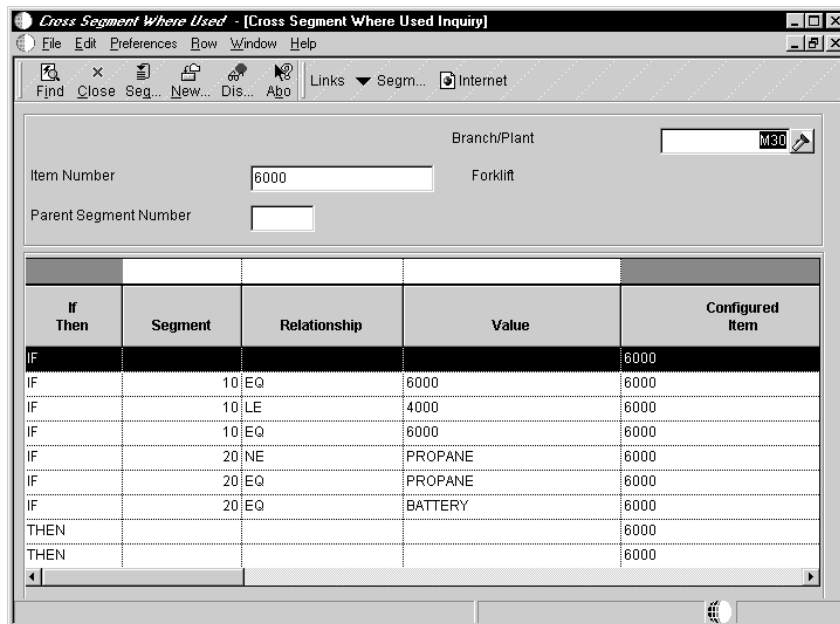 Cross Segment Where Used - [Cross Segment Where Used Inquiry]
File Edit Preferences Row Window Help
Find Close Seg... New... Dis... Abo Links Segm... Internet
Branch/Plant M30
Item Number 6000 Forklift
Parent Segment Number
If Then Segment Relationship Value Configured Item
IF 6000
IF 10 EQ 6000 6000
IF 10 LE 4000 6000
IF 10 EQ 6000 6000
IF 20 NE PROPANE 6000
IF 20 EQ PROPANE 6000
IF 20 EQ BATTERY 6000
THEN 6000
THEN 6000